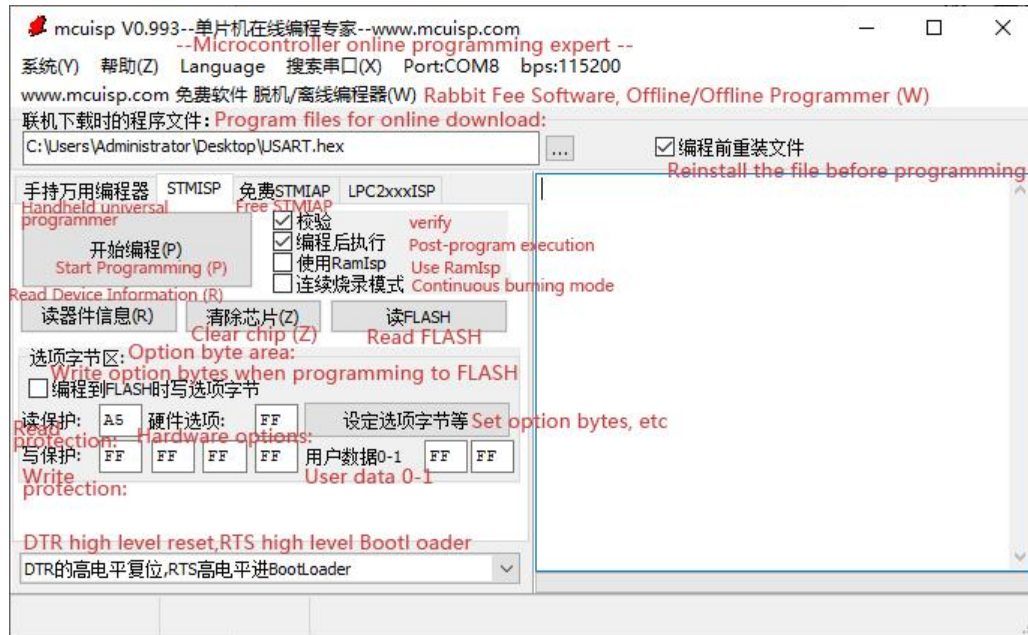 mcuisp V0.993--单片机在线编程专家--www.mcuisp.com
--Microcontroller online programming expert --
系统(Y) 帮助(Z) Language 搜索串口(X) Port:COM8 bps:115200
www.mcuisp.com 免费软件 脱机/离线编程器(W) Rabbit Fee Software, Offline/Offline Programmer (W)
联机下载时的程序文件: Program files for online download:
C:\Users\Administrator\Desktop\USART.hex ... 编程前重装文件
Reinstall the file before programming
手持万用编程器 STMISP 免费STMIAP LPC2xxxISP
Handheld universal programmer
Free STMIAP
校验 verify
编程后执行 Post-program execution
开始编程(P)
Start Programming (P)
使用RamIsp Use RamIsp
连续烧录模式 Continuous burning mode
Read Device Information (R)
读器件信息(R) 清除芯片(Z) 读FLASH
Clear chip (Z) Read FLASH
选项字节区: Option byte area:
Write option bytes when programming to FLASH
编程到FLASH时写选项字节
读保护: A5 硬件选项: FF 设定选项字节等 Set option bytes, etc
Read protection: Hardware options:
写保护: FF FF FF FF 用户数据0-1 FF FF
Write protection: User data 0-1
DTR high level reset,RTS high level Bootl oader
DTR的高电平复位,RTS高电平进BootLoader